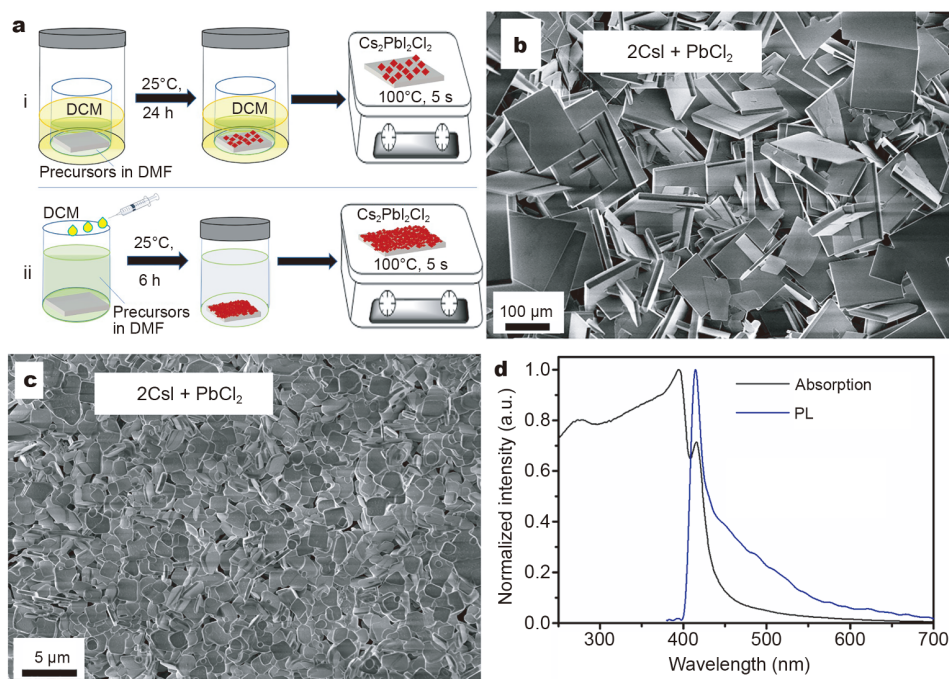 a
i
DCM
25°C,
24 h
DCM
Cs₂PbI₂Cl₂
100°C, 5 s
Precursors in DMF
ii
DCM
25°C,
6 h
Precursors
in DMF
Cs₂PbI₂Cl₂
100°C, 5 s
b
2CsI + PbCl₂
100 μm
c
2CsI + PbCl₂
5 μm
d
Absorption
PL
Normalized intensity (a.u.)
1.0
0.8
0.6
0.4
0.2
0.0
300
400
500
600
700
Wavelength (nm)